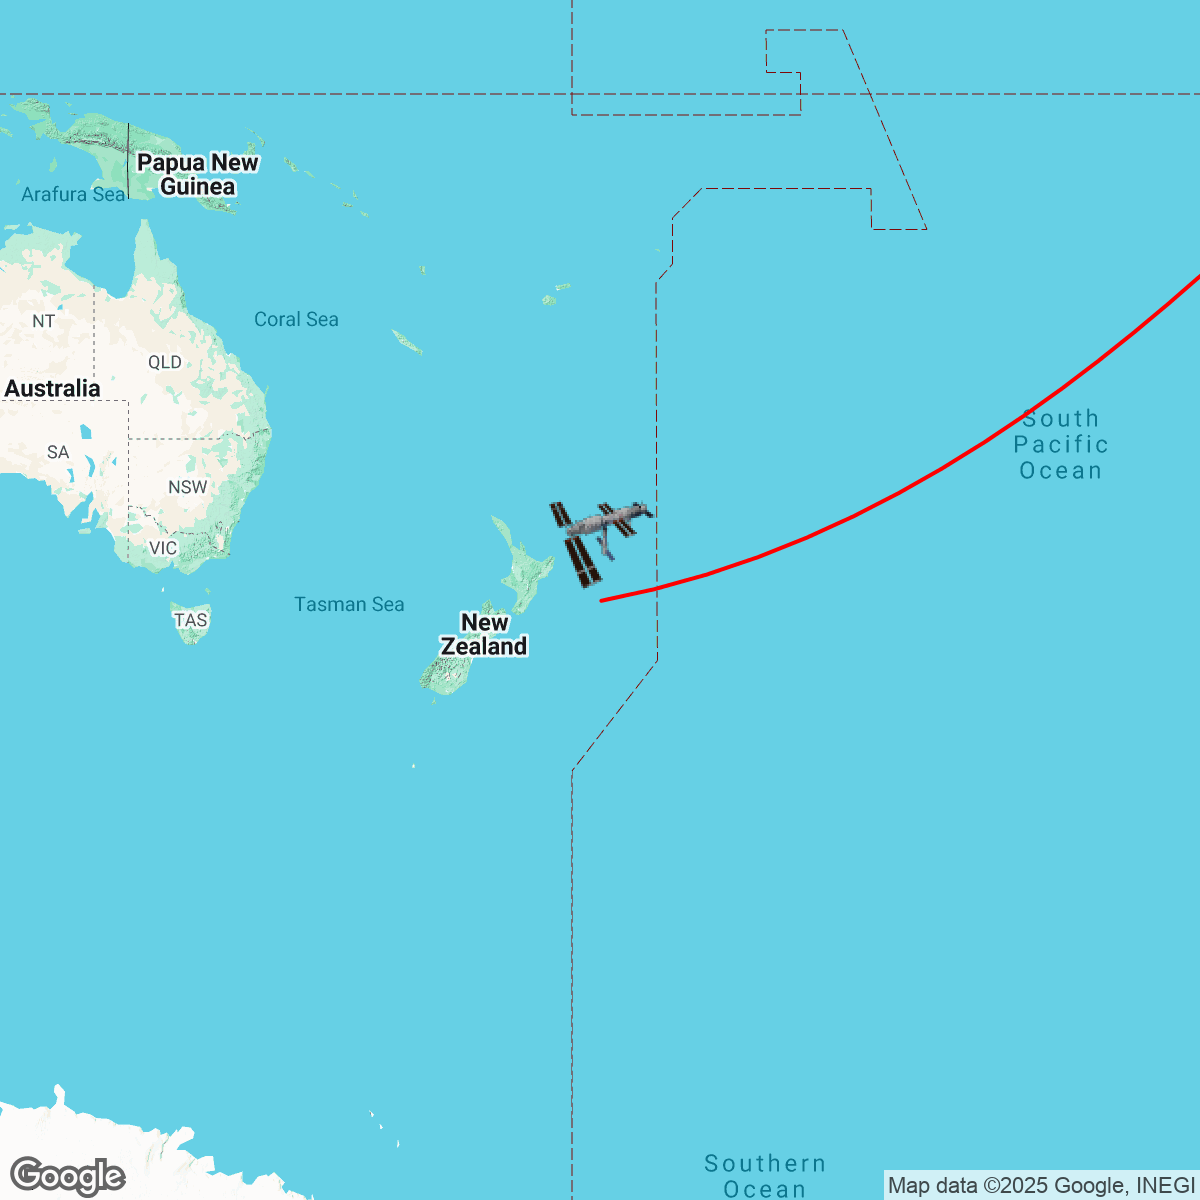 Papua New
Guinea
Arafura Sea
Coral Sea
NT
QLD
Australia
South
Pacific
Ocean
SA
NSW
VIC
Tasman Sea
TAS
New
Zealand
Southern
Ocean
Google
Map data ©2025 Google, INEGI